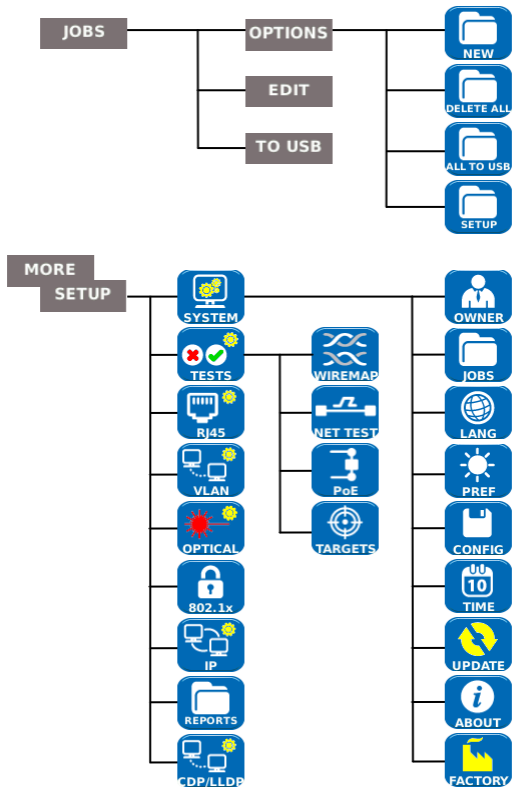 JOBS
OPTIONS
NEW
EDIT
DELETE ALL
TO USB
ALL TO USB
SETUP
MORE
SETUP
SYSTEM
OWNER
TESTS
WIREMAP
JOBS
RJ45
NET TEST
LANG
VLAN
PoE
PREF
OPTICAL
TARGETS
CONFIG
802.1x
10
TIME
IP
UPDATE
REPORTS
i
ABOUT
CDP/LLDP
FACTORY